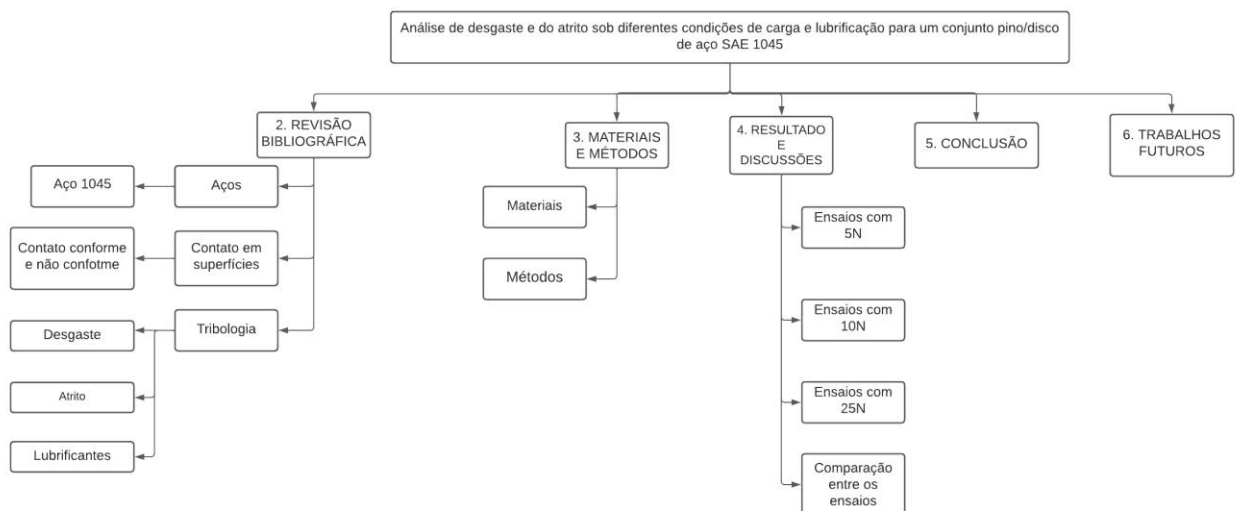 Análise de desgaste e do atrito sob diferentes condições de carga e lubrificação para um conjunto pino/disco
de aço SAE 1045
2. REVISÃO
BIBLIOGRÁFICA
Aços
Aço 1045
Contato em
superfícies
Contato conforme
e não confotme
Tribologia
Desgaste
Atrito
Lubrificantes
3. MATERIAIS
E MÉTODOS
Materiais
Métodos
4. RESULTADO
E
DISCUSSÕES
Ensaios com
5N
Ensaios com
10N
Ensaios com
25N
Comparação
entre os
ensaios
5. CONCLUSÃO
6. TRABALHOS
FUTUROS